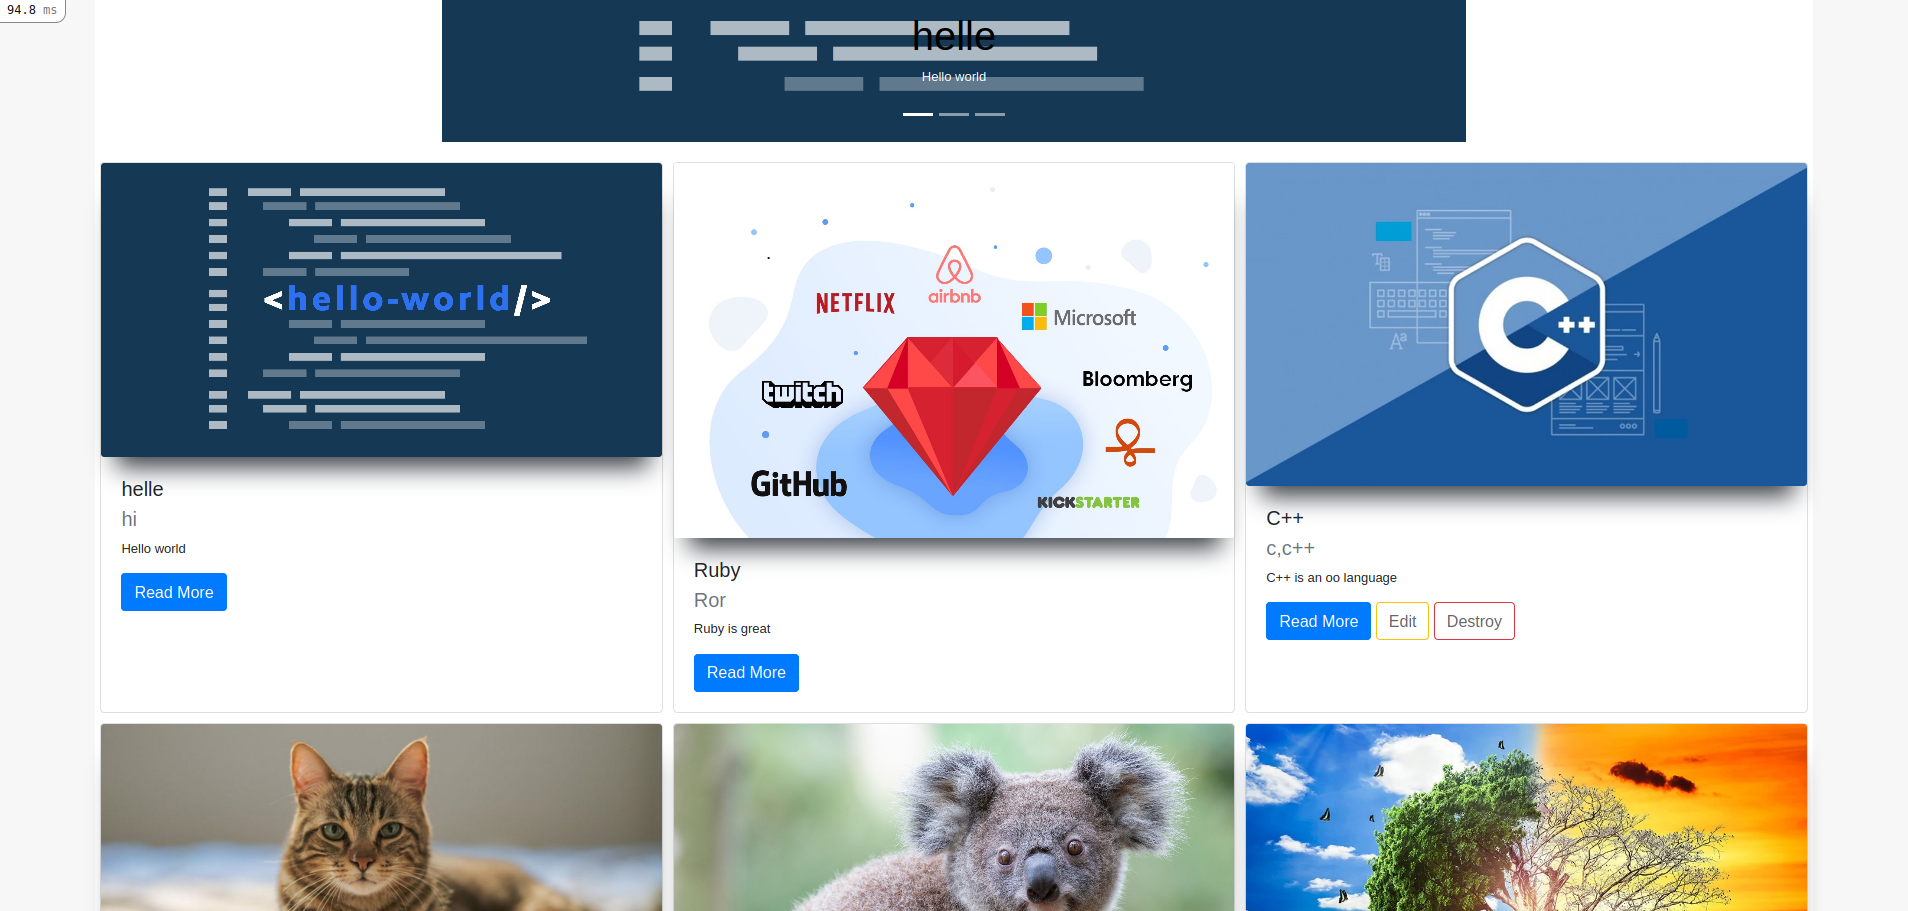 94.8 ms
helle
Hello world
<hello-world/>
NETFLIX
airbnb
Microsoft
twitch
Bloomberg
GitHub
KICKSTARTER
C++
Aa
helle
hi
Hello world
Read More
Ruby
Ror
Ruby is great
Read More
C++
c,c++
C++ is an oo language
Read More Edit Destroy